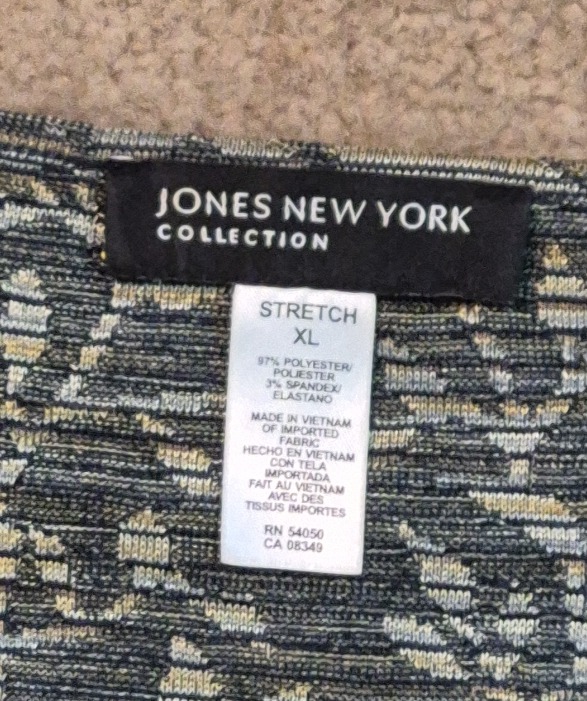 JONES NEW YORK
COLLECTION
STRETCH
XL
97% POLYESTER/
POLIESTER
3% SPANDEX/
ELASTANO
MADE IN VIETNAM
OF IMPORTED
FABRIC
HECHO EN VIETNAM
CON TELA
IMPORTADA
FAIT AU VIETNAM
AVEC DES
TISSUS IMPORTES
RN 54050
CA 08349